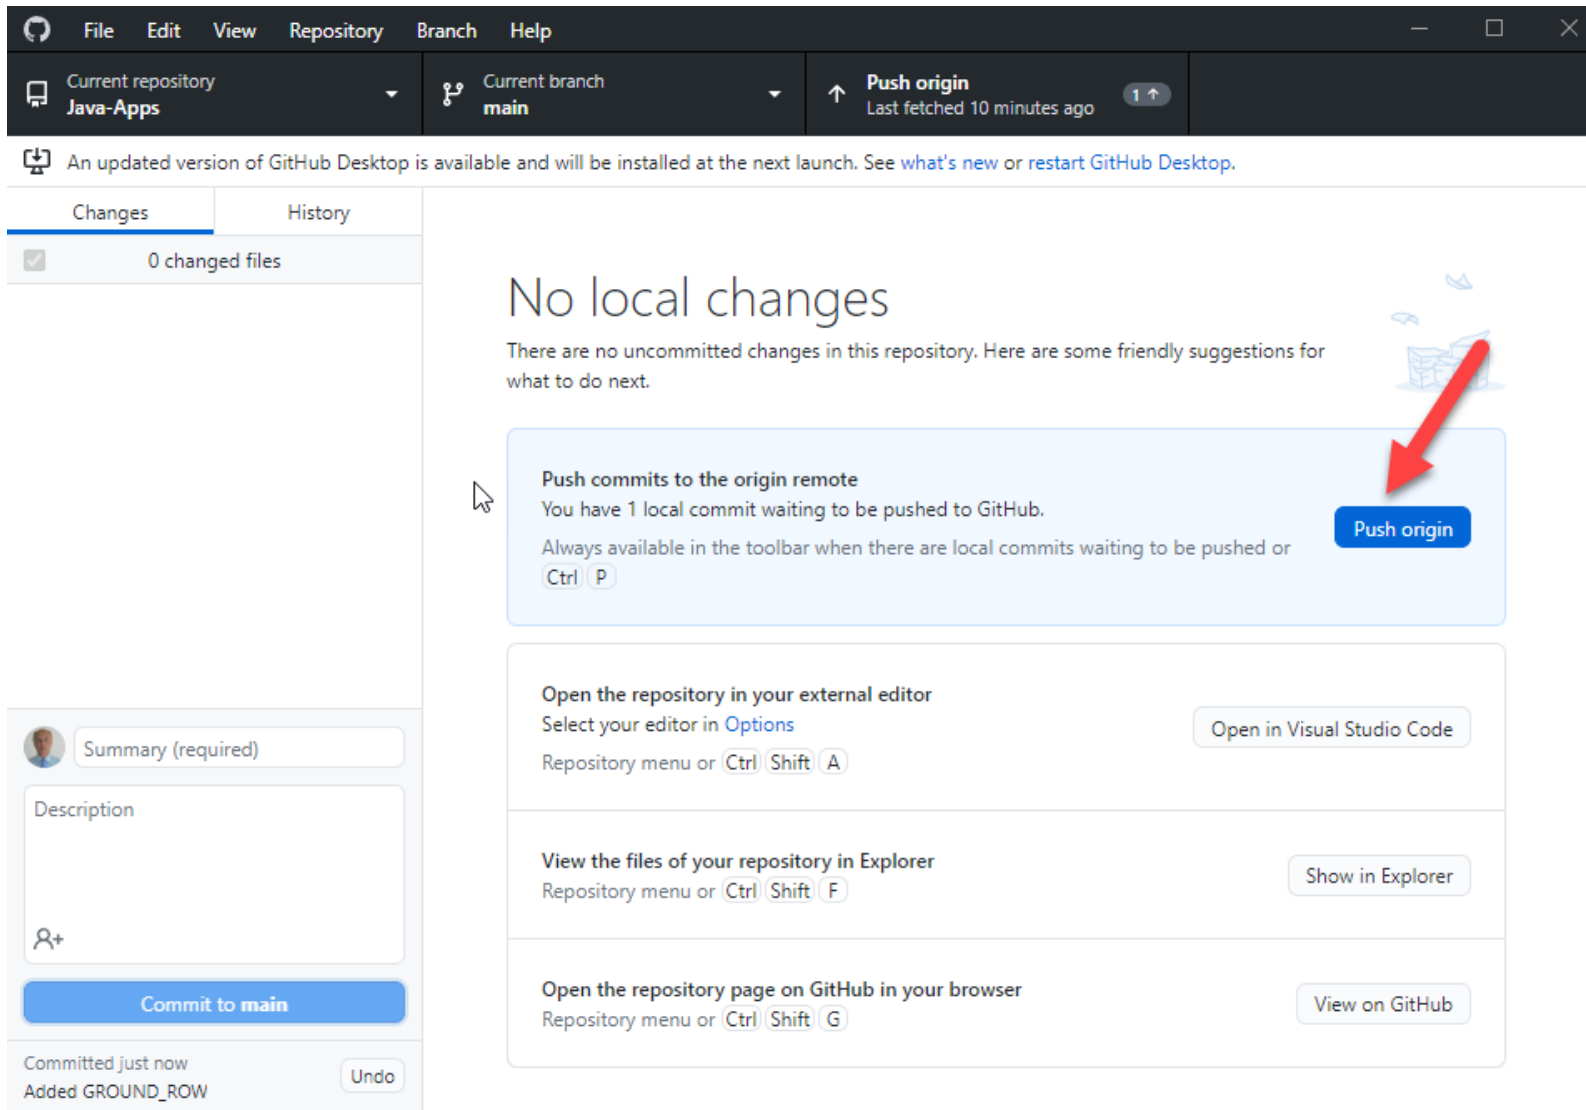 File Edit View Repository Branch Help
Current repository
Java-Apps
Current branch
main
Push origin
Last fetched 10 minutes ago
1
An updated version of GitHub Desktop is available and will be installed at the next launch. See what's new or restart GitHub Desktop.
Changes
History
0 changed files
No local changes
There are no uncommitted changes in this repository. Here are some friendly suggestions for
what to do next.
Push commits to the origin remote
You have 1 local commit waiting to be pushed to GitHub.
Always available in the toolbar when there are local commits waiting to be pushed or
Ctrl P
Push origin
Open the repository in your external editor
Select your editor in Options
Repository menu or Ctrl Shift A
Open in Visual Studio Code
View the files of your repository in Explorer
Repository menu or Ctrl Shift F
Show in Explorer
Open the repository page on GitHub in your browser
Repository menu or Ctrl Shift G
View on GitHub
Summary (required)
Description
Commit to main
Committed just now
Added GROUND_ROW
Undo